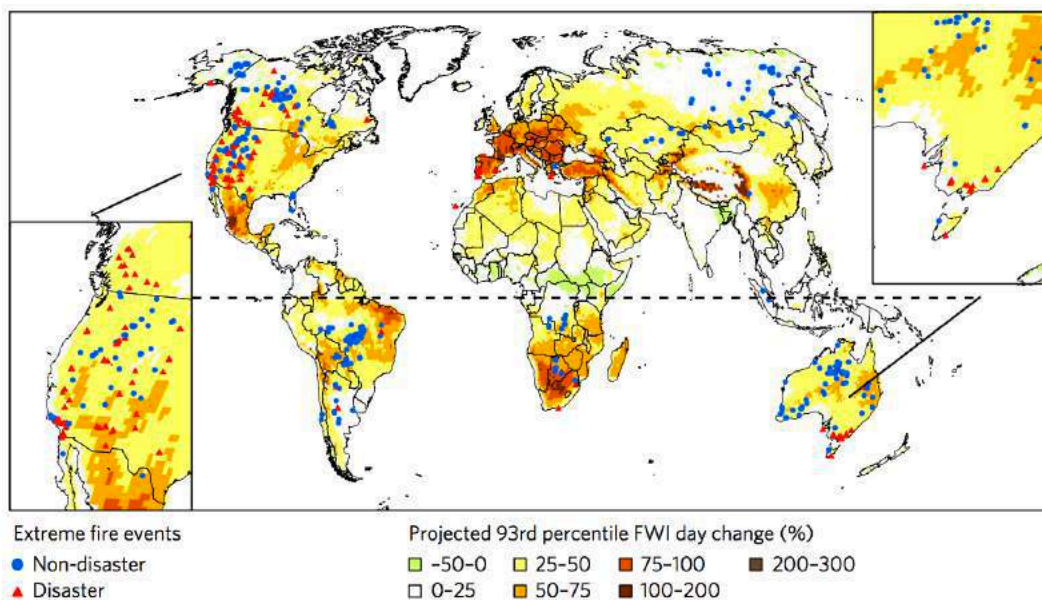 Extreme fire events
Non-disaster
Disaster
Projected 93rd percentile FWI day change (%)
−50–0
25–50
75–100
200–300
0–25
50–75
100–200